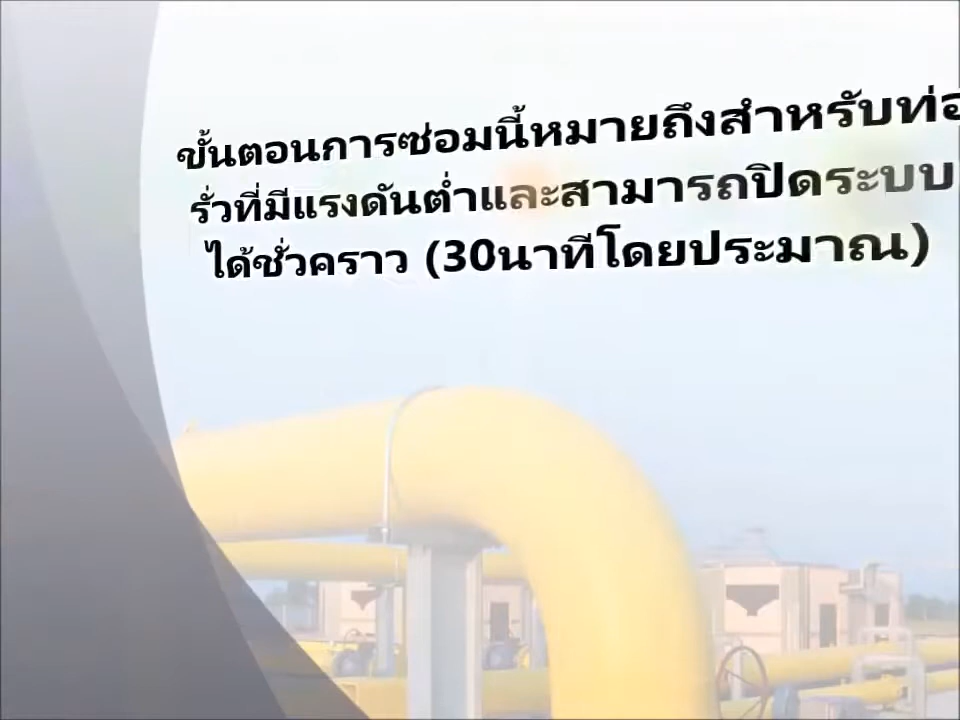 ขั้นตอนการซ่อมนี้หมายถึงสำหรับท่อ
รั่วที่มีแรงดันต่ำและสามารถปิดระบบ
ได้ชั่วคราว (30นาทีโดยประมาณ)